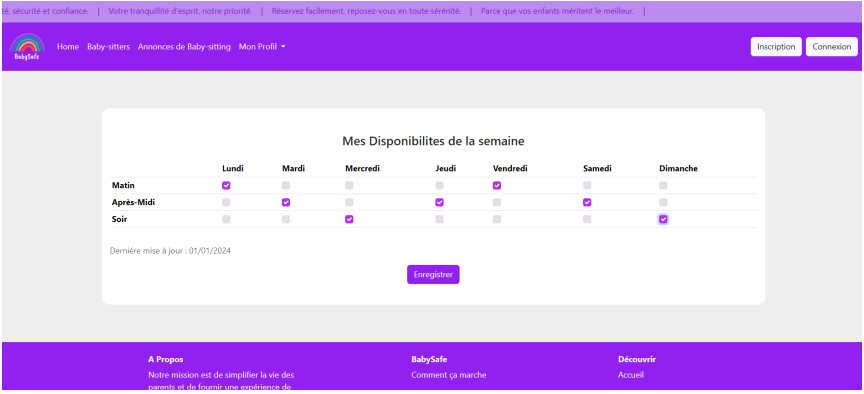 té, sécurité et confiance. | Votre tranquillité d'esprit, notre priorité. | Réservez facilement, reposez-vous en toute sérénité. | Parce que vos enfants méritent le meilleur. |
BabySafe Home Baby-sitters Annonces de Baby-sitting Mon Profil Inscription Connexion
Mes Disponibilites de la semaine
Lundi Mardi Mercredi Jeudi Vendredi Samedi Dimanche
Matin
Après-Midi
Soir
Derniére mise à jour : 01/01/2024
Enregistrer
A Propos BabySafe Découvrir
Notre mission est de simplifier la vie des Comment ça marche Accueil
parents et de fournir une expérience de